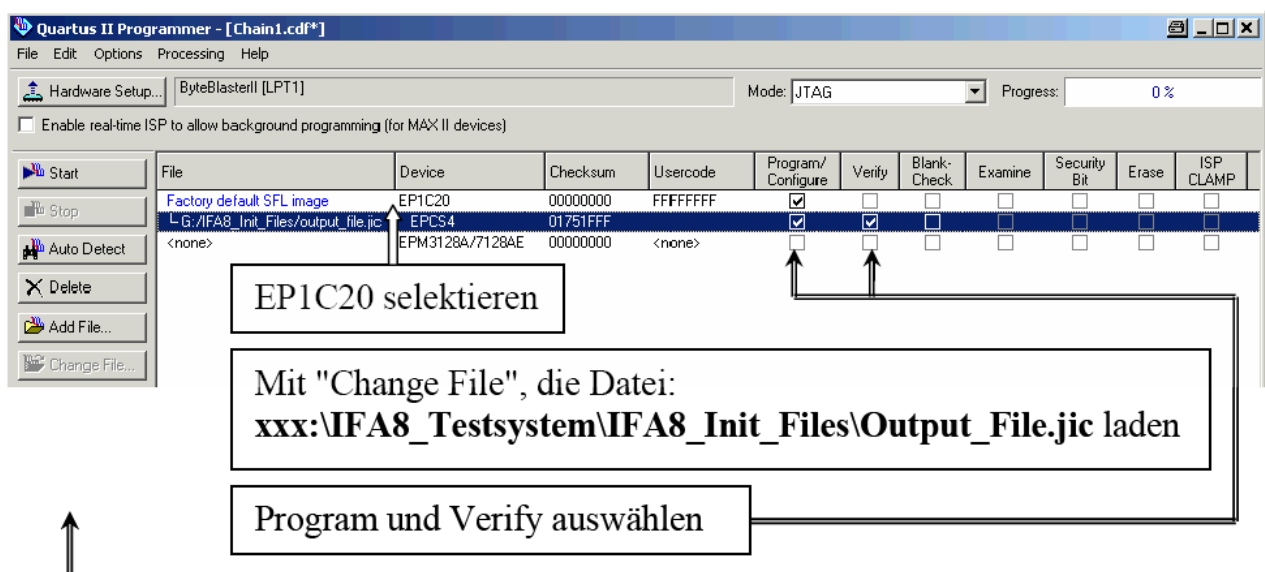 Quartus II Programmer - [Chain1.cdf*]
File Edit Options Processing Help
Hardware Setup... ByteBlasterII [LPT1] Mode: JTAG Progress: 0 %
Enable real-time ISP to allow background programming (for MAX II devices)
Start
Stop
Auto Detect
Delete
Add File...
Change File...
File Device Checksum Usercode Program/ Configure Verify Blank- Check Examine Security Bit Erase ISP CLAMP
Factory default SFL image EP1C20 00000000 FFFFFFFF
G:/IFA8_Init_Files/output_file.jic EPCS4 01751FFF
<none> EPM3128A/7128AE 00000000 <none>
EP1C20 selektieren
Mit "Change File", die Datei:
xxx:\IFA8_Testsystem\IFA8_Init_Files\Output_File.jic laden
Program und Verify auswählen